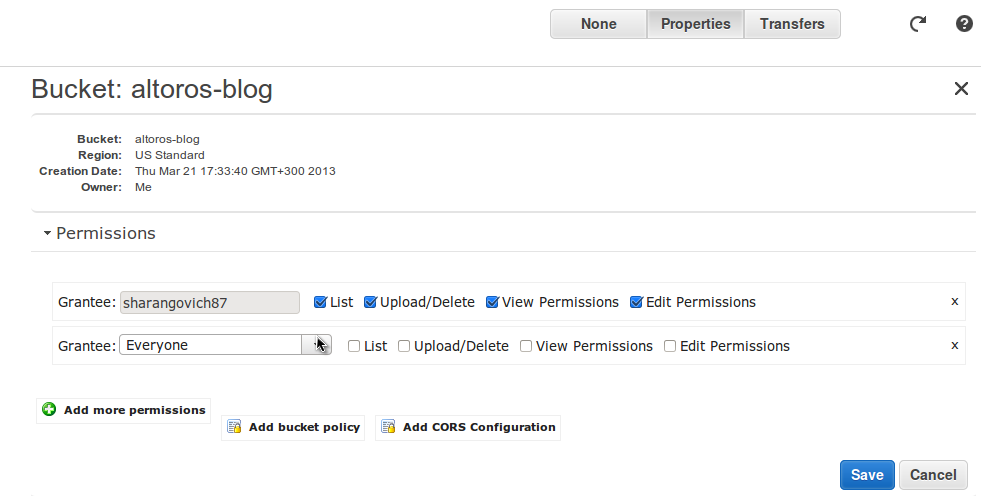 None Properties Transfers
Bucket: altoros-blog
Bucket: altoros-blog
Region: US Standard
Creation Date: Thu Mar 21 17:33:40 GMT+300 2013
Owner: Me
Permissions
Grantee: sharangovich87 List Upload/Delete View Permissions Edit Permissions x
Grantee: Everyone List Upload/Delete View Permissions Edit Permissions x
Add more permissions
Add bucket policy Add CORS Configuration
Save Cancel